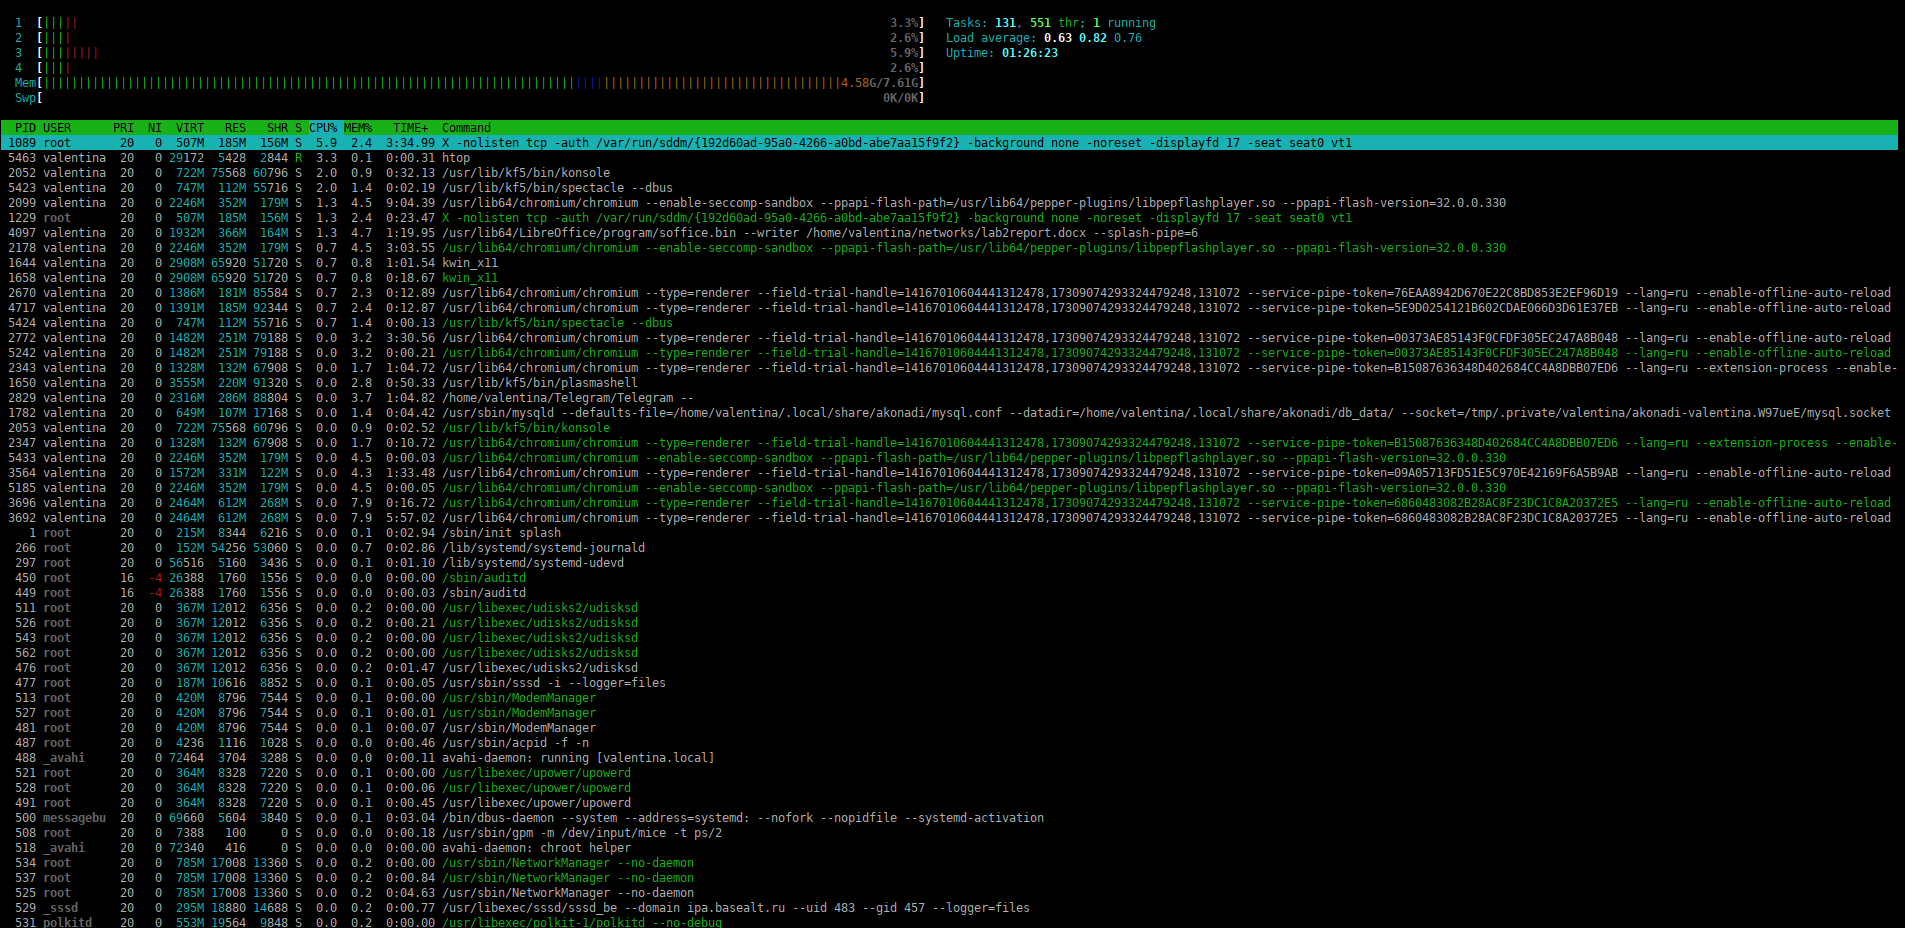 1 [||||| 3.3%] Tasks: 131, 551 thr; 1 running
2 [|||| 2.6%] Load average: 0.63 0.82 0.76
3 [|||||||| 5.9%] Uptime: 01:26:23
4 [|||| 2.6%]
Mem[||||||||||||||||||||||||||||||||||||||||||||||||||||||||||||||||||||||||||||||||||||||||||||||||||||||||||||||||||4.58G/7.61G]
Swp[ 0K/0K]
PID USER PRI NI VIRT RES SHR S CPU% MEM% TIME+ Command
1089 root 20 0 507M 185M 156M S 5.9 2.4 3:34.99 X -nolisten tcp -auth /var/run/sddm/{192d60ad-95a0-4266-a0bd-abe7aa15f9f2} -background none -noreset -displayfd 17 -seat seat0 vt1
5463 valentina 20 0 29172 5428 2844 R 3.3 0.1 0:00.31 htop
2052 valentina 20 0 722M 75568 60796 S 2.0 0.9 0:32.13 /usr/lib/kf5/bin/konsole
5423 valentina 20 0 747M 112M 55716 S 2.0 1.4 0:02.19 /usr/lib/kf5/bin/spectacle --dbus
2099 valentina 20 0 2246M 352M 179M S 1.3 4.5 9:04.39 /usr/lib64/chromium/chromium --enable-seccomp-sandbox --ppapi-flash-path=/usr/lib64/pepper-plugins/libpepflashplayer.so --ppapi-flash-version=32.0.0.330
1229 root 20 0 507M 185M 156M S 1.3 2.4 0:23.47 X -nolisten tcp -auth /var/run/sddm/{192d60ad-95a0-4266-a0bd-abe7aa15f9f2} -background none -noreset -displayfd 17 -seat seat0 vt1
4097 valentina 20 0 1932M 366M 164M S 1.3 4.7 1:19.95 /usr/lib64/LibreOffice/program/soffice.bin --writer /home/valentina/networks/lab2report.docx --splash-pipe=6
2178 valentina 20 0 2246M 352M 179M S 0.7 4.5 3:03.55 /usr/lib64/chromium/chromium --enable-seccomp-sandbox --ppapi-flash-path=/usr/lib64/pepper-plugins/libpepflashplayer.so --ppapi-flash-version=32.0.0.330
1644 valentina 20 0 2908M 65920 51720 S 0.7 0.8 1:01.54 kwin_x11
1658 valentina 20 0 2908M 65920 51720 S 0.7 0.8 0:18.67 kwin_x11
2670 valentina 20 0 1386M 181M 85584 S 0.7 2.3 0:12.89 /usr/lib64/chromium/chromium --type=renderer --field-trial-handle=14167010604441312478,17309074293324479248,131072 --service-pipe-token=76EAA8942D670E22C8BD853E2EF96D19 --lang=ru --enable-offline-auto-reload
4717 valentina 20 0 1391M 185M 92344 S 0.7 2.4 0:12.87 /usr/lib64/chromium/chromium --type=renderer --field-trial-handle=14167010604441312478,17309074293324479248,131072 --service-pipe-token=5E9D0254121B602CDAE066D3D61E37EB --lang=ru --enable-offline-auto-reload
5424 valentina 20 0 747M 112M 55716 S 0.7 1.4 0:00.13 /usr/lib/kf5/bin/spectacle --dbus
2772 valentina 20 0 1482M 251M 79188 S 0.0 3.2 3:30.56 /usr/lib64/chromium/chromium --type=renderer --field-trial-handle=14167010604441312478,17309074293324479248,131072 --service-pipe-token=00373AE85143F0CFDF305EC247A8B048 --lang=ru --enable-offline-auto-reload
5242 valentina 20 0 1482M 251M 79188 S 0.0 3.2 0:00.21 /usr/lib64/chromium/chromium --type=renderer --field-trial-handle=14167010604441312478,17309074293324479248,131072 --service-pipe-token=00373AE85143F0CFDF305EC247A8B048 --lang=ru --enable-offline-auto-reload
2343 valentina 20 0 1328M 132M 67908 S 0.0 1.7 1:04.72 /usr/lib64/chromium/chromium --type=renderer --field-trial-handle=14167010604441312478,17309074293324479248,131072 --service-pipe-token=B15087636348D402684CC4A8DBB07ED6 --lang=ru --extension-process --enable-
1650 valentina 20 0 3555M 220M 91320 S 0.0 2.8 0:50.33 /usr/lib/kf5/bin/plasmashell
2829 valentina 20 0 2316M 286M 88804 S 0.0 3.7 1:04.82 /home/valentina/Telegram/Telegram --
1782 valentina 20 0 649M 107M 17168 S 0.0 1.4 0:04.42 /usr/sbin/mysqld --defaults-file=/home/valentina/.local/share/akonadi/mysql.conf --datadir=/home/valentina/.local/share/akonadi/db_data/ --socket=/tmp/.private/valentina/akonadi-valentina.W97ueE/mysql.socket
2053 valentina 20 0 722M 75568 60796 S 0.0 0.9 0:02.52 /usr/lib/kf5/bin/konsole
2347 valentina 20 0 1328M 132M 67908 S 0.0 1.7 0:10.72 /usr/lib64/chromium/chromium --type=renderer --field-trial-handle=14167010604441312478,17309074293324479248,131072 --service-pipe-token=B15087636348D402684CC4A8DBB07ED6 --lang=ru --extension-process --enable-
5433 valentina 20 0 2246M 352M 179M S 0.0 4.5 0:00.03 /usr/lib64/chromium/chromium --enable-seccomp-sandbox --ppapi-flash-path=/usr/lib64/pepper-plugins/libpepflashplayer.so --ppapi-flash-version=32.0.0.330
3564 valentina 20 0 1572M 331M 122M S 0.0 4.3 1:33.48 /usr/lib64/chromium/chromium --type=renderer --field-trial-handle=14167010604441312478,17309074293324479248,131072 --service-pipe-token=09A05713FD51E5C970E42169F6A5B9AB --lang=ru --enable-offline-auto-reload
5185 valentina 20 0 2246M 352M 179M S 0.0 4.5 0:00.05 /usr/lib64/chromium/chromium --enable-seccomp-sandbox --ppapi-flash-path=/usr/lib64/pepper-plugins/libpepflashplayer.so --ppapi-flash-version=32.0.0.330
3696 valentina 20 0 2464M 612M 268M S 0.0 7.9 0:16.72 /usr/lib64/chromium/chromium --type=renderer --field-trial-handle=14167010604441312478,17309074293324479248,131072 --service-pipe-token=6860483082B28AC8F23DC1C8A20372E5 --lang=ru --enable-offline-auto-reload
3692 valentina 20 0 2464M 612M 268M S 0.0 7.9 5:57.02 /usr/lib64/chromium/chromium --type=renderer --field-trial-handle=14167010604441312478,17309074293324479248,131072 --service-pipe-token=6860483082B28AC8F23DC1C8A20372E5 --lang=ru --enable-offline-auto-reload
1 root 20 0 215M 8344 6216 S 0.0 0.1 0:02.94 /sbin/init splash
266 root 20 0 152M 54256 53060 S 0.0 0.7 0:02.86 /lib/systemd/systemd-journald
297 root 20 0 56516 5160 3436 S 0.0 0.1 0:01.10 /lib/systemd/systemd-udevd
450 root 16 -4 26388 1760 1556 S 0.0 0.0 0:00.00 /sbin/auditd
449 root 16 -4 26388 1760 1556 S 0.0 0.0 0:00.03 /sbin/auditd
511 root 20 0 367M 12012 6356 S 0.0 0.2 0:00.00 /usr/libexec/udisks2/udisksd
526 root 20 0 367M 12012 6356 S 0.0 0.2 0:00.21 /usr/libexec/udisks2/udisksd
543 root 20 0 367M 12012 6356 S 0.0 0.2 0:00.00 /usr/libexec/udisks2/udisksd
562 root 20 0 367M 12012 6356 S 0.0 0.2 0:00.00 /usr/libexec/udisks2/udisksd
476 root 20 0 367M 12012 6356 S 0.0 0.2 0:01.47 /usr/libexec/udisks2/udisksd
477 root 20 0 187M 10616 8852 S 0.0 0.1 0:00.05 /usr/sbin/sssd -i --logger=files
513 root 20 0 420M 8796 7544 S 0.0 0.1 0:00.00 /usr/sbin/ModemManager
527 root 20 0 420M 8796 7544 S 0.0 0.1 0:00.01 /usr/sbin/ModemManager
481 root 20 0 420M 8796 7544 S 0.0 0.1 0:00.07 /usr/sbin/ModemManager
487 root 20 0 4236 1116 1028 S 0.0 0.0 0:00.46 /usr/sbin/acpid -f -n
488 _avahi 20 0 72464 3704 3288 S 0.0 0.0 0:00.11 avahi-daemon: running [valentina.local]
521 root 20 0 364M 8328 7220 S 0.0 0.1 0:00.00 /usr/libexec/upower/upowerd
528 root 20 0 364M 8328 7220 S 0.0 0.1 0:00.06 /usr/libexec/upower/upowerd
491 root 20 0 364M 8328 7220 S 0.0 0.1 0:00.45 /usr/libexec/upower/upowerd
500 messagebu 20 0 69660 5604 3840 S 0.0 0.1 0:03.04 /bin/dbus-daemon --system --address=systemd: --nofork --nopidfile --systemd-activation
508 root 20 0 7388 100 0 S 0.0 0.0 0:00.18 /usr/sbin/gpm -m /dev/input/mice -t ps/2
518 _avahi 20 0 72340 416 0 S 0.0 0.0 0:00.00 avahi-daemon: chroot helper
534 root 20 0 785M 17008 13360 S 0.0 0.2 0:00.00 /usr/sbin/NetworkManager --no-daemon
537 root 20 0 785M 17008 13360 S 0.0 0.2 0:00.84 /usr/sbin/NetworkManager --no-daemon
525 root 20 0 785M 17008 13360 S 0.0 0.2 0:04.63 /usr/sbin/NetworkManager --no-daemon
529 _sssd 20 0 295M 18880 14688 S 0.0 0.2 0:00.77 /usr/libexec/sssd/sssd_be --domain ipa.basealt.ru --uid 483 --gid 457 --logger=files
531 polkitd 20 0 553M 19564 9848 S 0.0 0.2 0:00.00 /usr/libexec/polkit-1/polkitd --no-debug